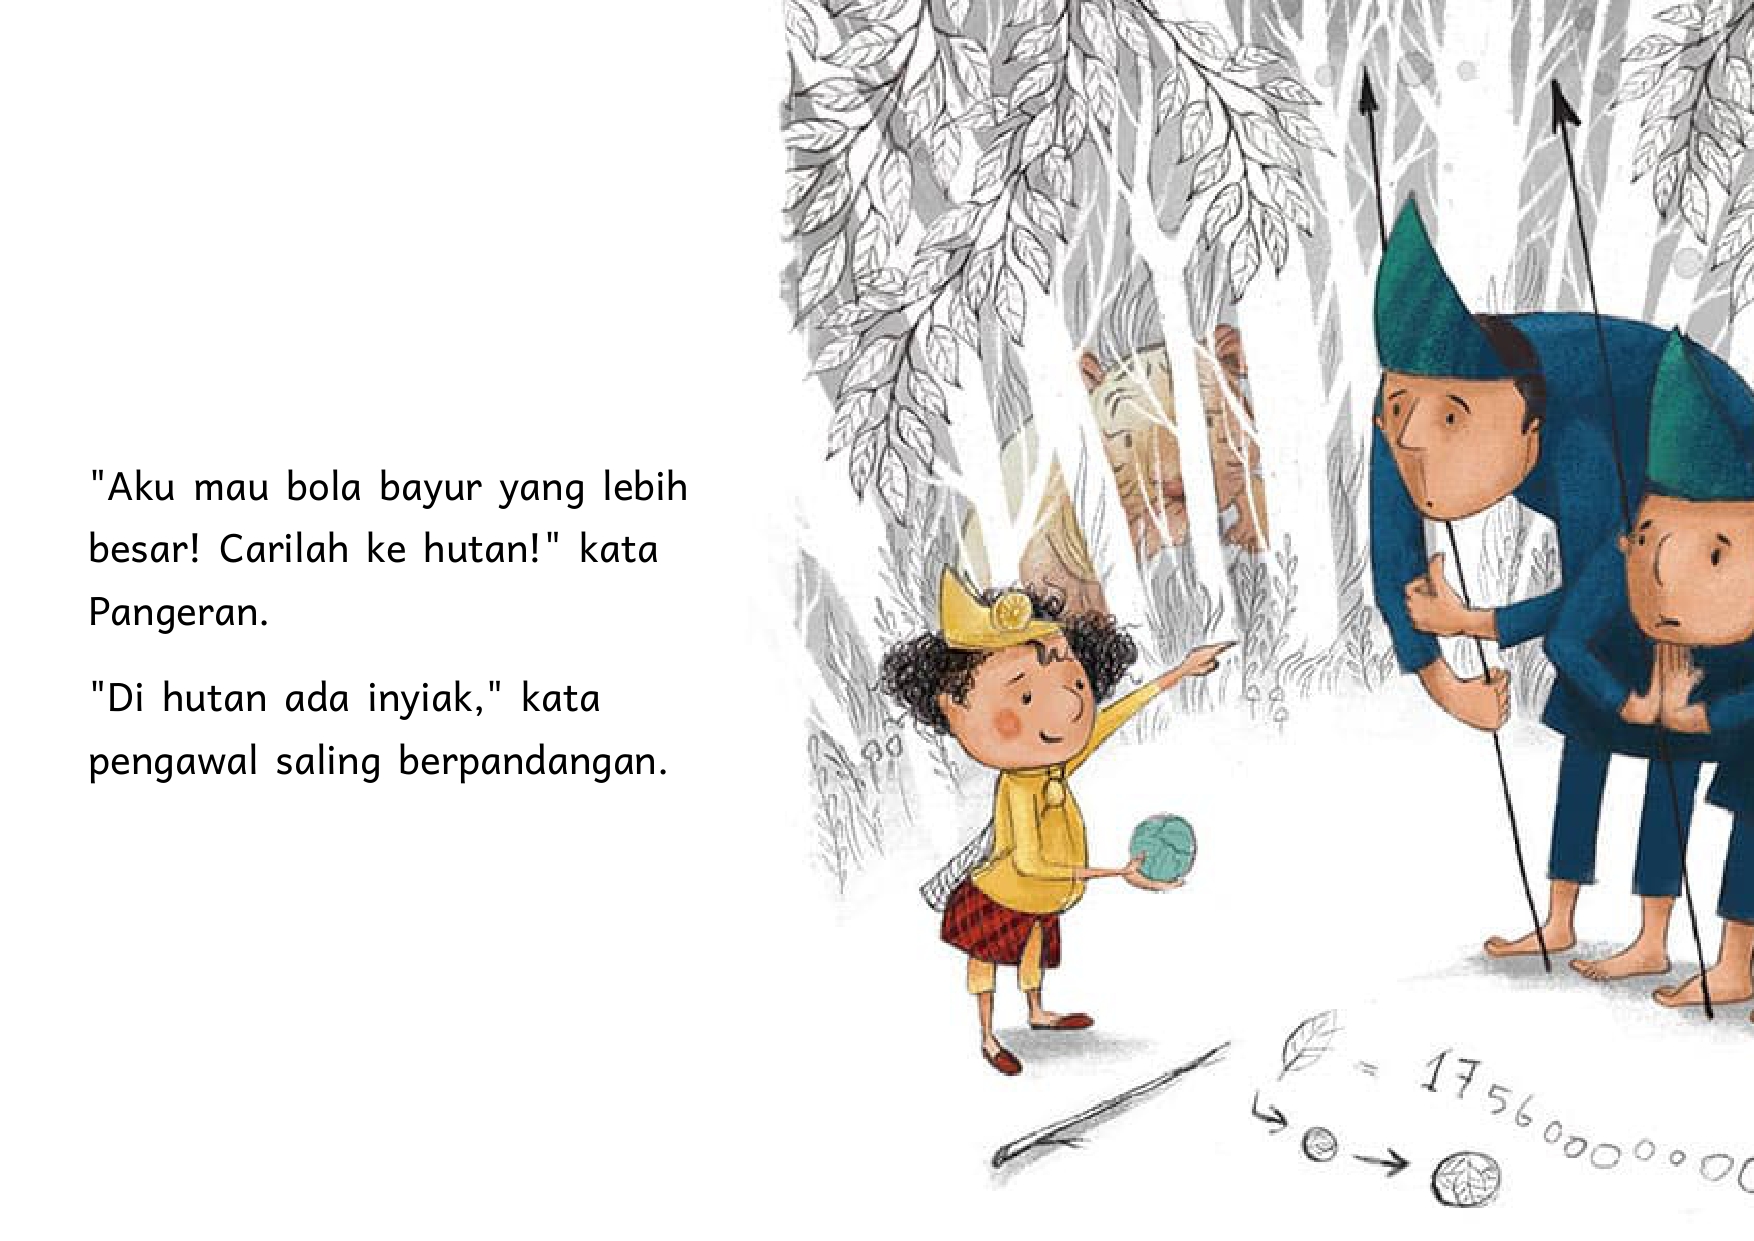 "Aku mau bola bayur yang lebih
besar! Carilah ke hutan!" kata
Pangeran.
"Di hutan ada inyiak," kata
pengawal saling berpandangan.
= 1756000000